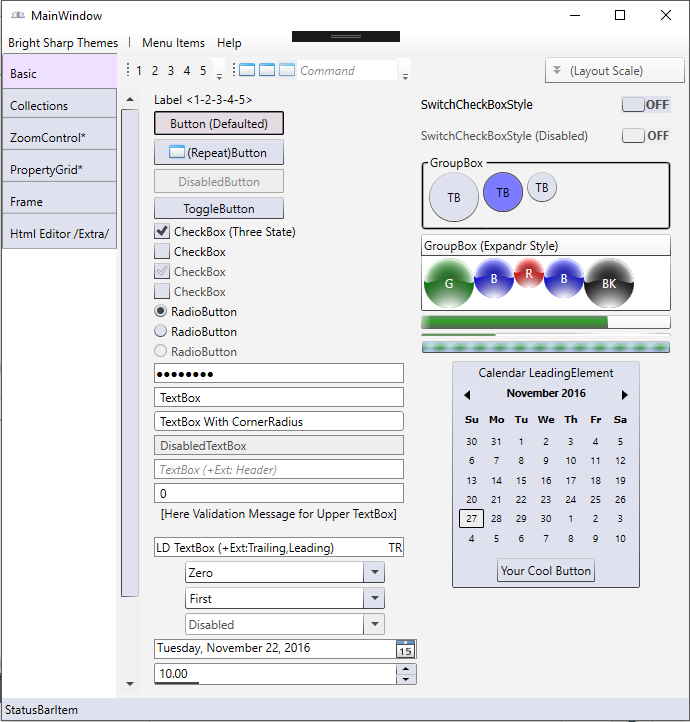 MainWindow
Bright Sharp Themes | Menu Items Help
Basic
Collections
ZoomControl*
PropertyGrid*
Frame
Html Editor /Extra/
1 2 3 4 5
Command
(Layout Scale)
Label <1-2-3-4-5>
Button (Defaulted)
(Repeat)Button
DisabledButton
ToggleButton
CheckBox (Three State)
CheckBox
CheckBox
CheckBox
RadioButton
RadioButton
RadioButton
●●●●●●●●
TextBox
TextBox With CornerRadius
DisabledTextBox
TextBox (+Ext: Header)
0
[Here Validation Message for Upper TextBox]
LD TextBox (+Ext:Trailing,Leading) TR
Zero
First
Disabled
Tuesday, November 22, 2016 15
10.00
SwitchCheckBoxStyle OFF
SwitchCheckBoxStyle (Disabled) OFF
GroupBox
TB TB TB
GroupBox (Expandr Style)
G B R B BK
Calendar LeadingElement
November 2016
Su Mo Tu We Th Fr Sa
30 31 1 2 3 4 5
6 7 8 9 10 11 12
13 14 15 16 17 18 19
20 21 22 23 24 25 26
27 28 29 30 1 2 3
4 5 6 7 8 9 10
Your Cool Button
StatusBarItem